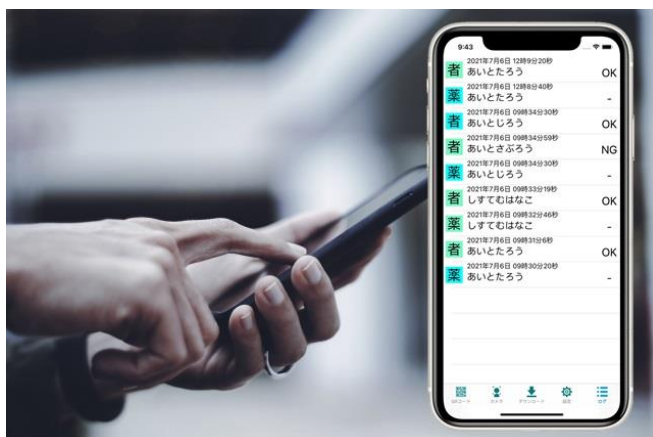 9:43
2021年7月6日 12時9分20秒
者 あいとたろう OK
2021年7月6日 12時8分40秒
薬 あいとたろう -
2021年7月6日 09時34分30秒
者 あいとじろう OK
2021年7月6日 09時34分59秒
者 あいとさぶろう NG
2021年7月6日 09時34分30秒
薬 あいとじろう -
2021年7月6日 09時33分19秒
者 しすてむはなこ OK
2021年7月6日 09時32分46秒
薬 しすてむはなこ -
2021年7月6日 09時31分6秒
者 あいとたろう OK
2021年7月6日 09時30分20秒
薬 あいとたろう -
QRコード カメラ ダウンロード 設定 ログ